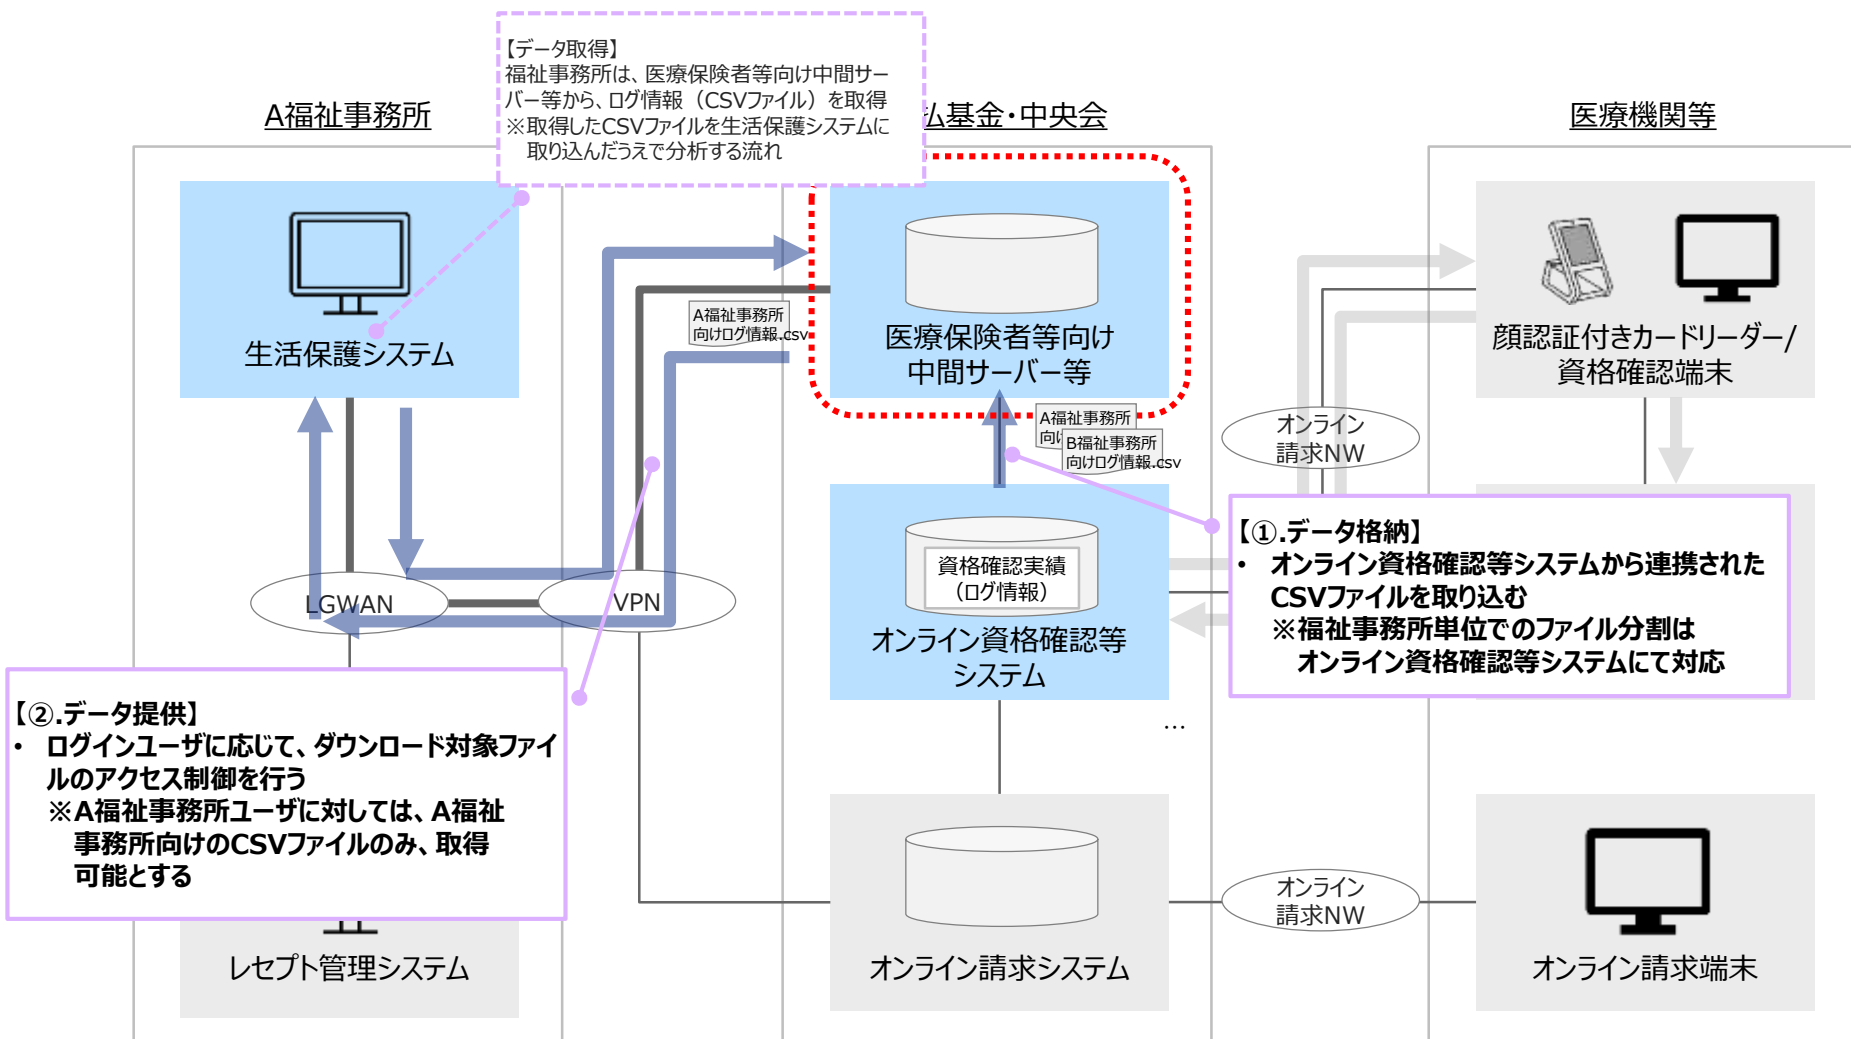 【データ取得】
福祉事務所は、医療保険者等向け中間サー
バー等から、ログ情報（CSVファイル）を取得
※取得したCSVファイルを生活保護システムに
取り込んだうえで分析する流れ
A福祉事務所
払基金・中央会
医療機関等
生活保護システム
A福祉事務所
向けログ情報.csv
医療保険者等向け
中間サーバー等
顔認証付きカードリーダー/
資格確認端末
A福祉事務所
向け
B福祉事務所
向けログ情報.csv
オンライン
請求NW
LGWAN
VPN
資格確認実績
（ログ情報）
オンライン資格確認等
システム
…
【①.データ格納】
• オンライン資格確認等システムから連携された
CSVファイルを取り込む
※福祉事務所単位でのファイル分割は
オンライン資格確認等システムにて対応
【②.データ提供】
• ログインユーザに応じて、ダウンロード対象ファイ
ルのアクセス制御を行う
※A福祉事務所ユーザに対しては、A福祉
事務所向けのCSVファイルのみ、取得
可能とする
レセプト管理システム
オンライン請求システム
オンライン
請求NW
オンライン請求端末